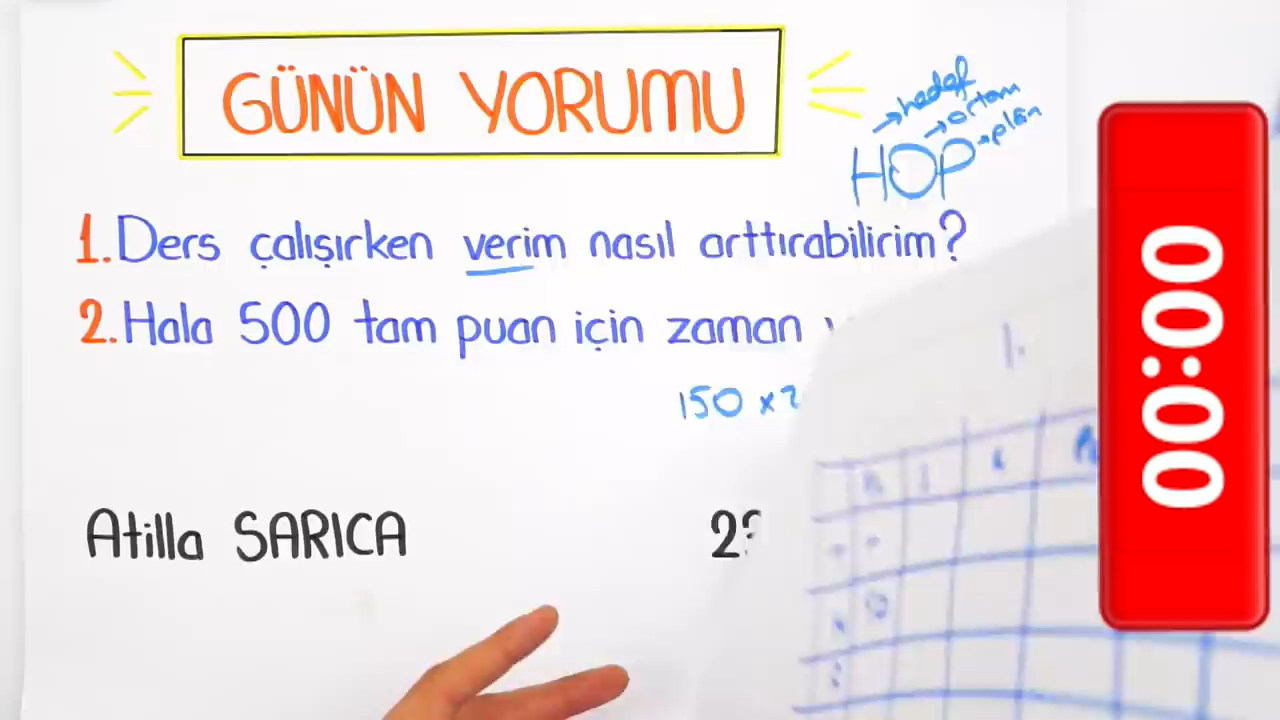 GÜNÜN YORUMU
→hedef
→ortam
→plan
HOP
1.Ders çalışırken verim nasıl arttırabilirim?
2.Hala 500 tam puan için zaman
150 x
Atilla SARICA
00:00
1.